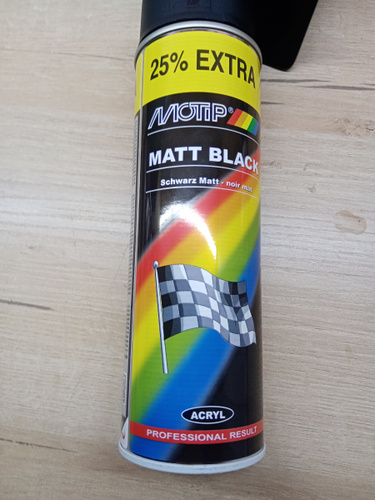 25% EXTRA
MOTIP®
MATT BLACK
Schwarz Matt - noir mat
ACRYL
PROFESSIONAL RESULT